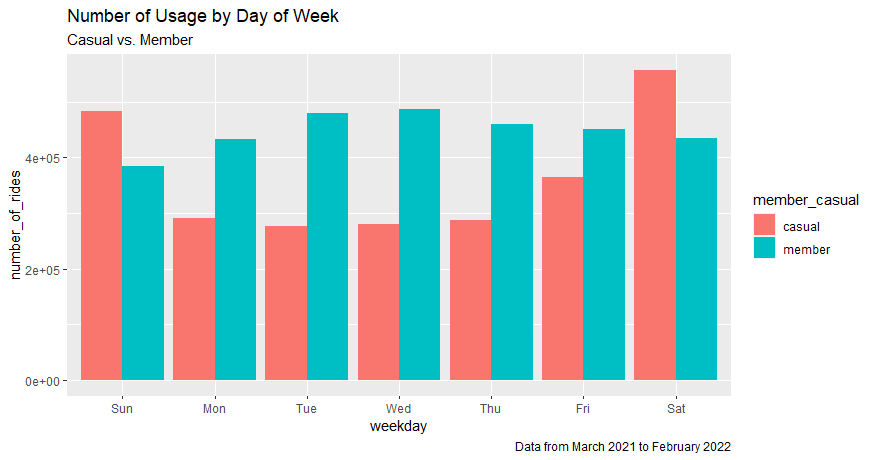 Number of Usage by Day of Week
Casual vs. Member
number_of_rides
4e+05
2e+05
0e+00
Sun Mon Tue Wed Thu Fri Sat
weekday
member_casual
casual
member
Data from March 2021 to February 2022